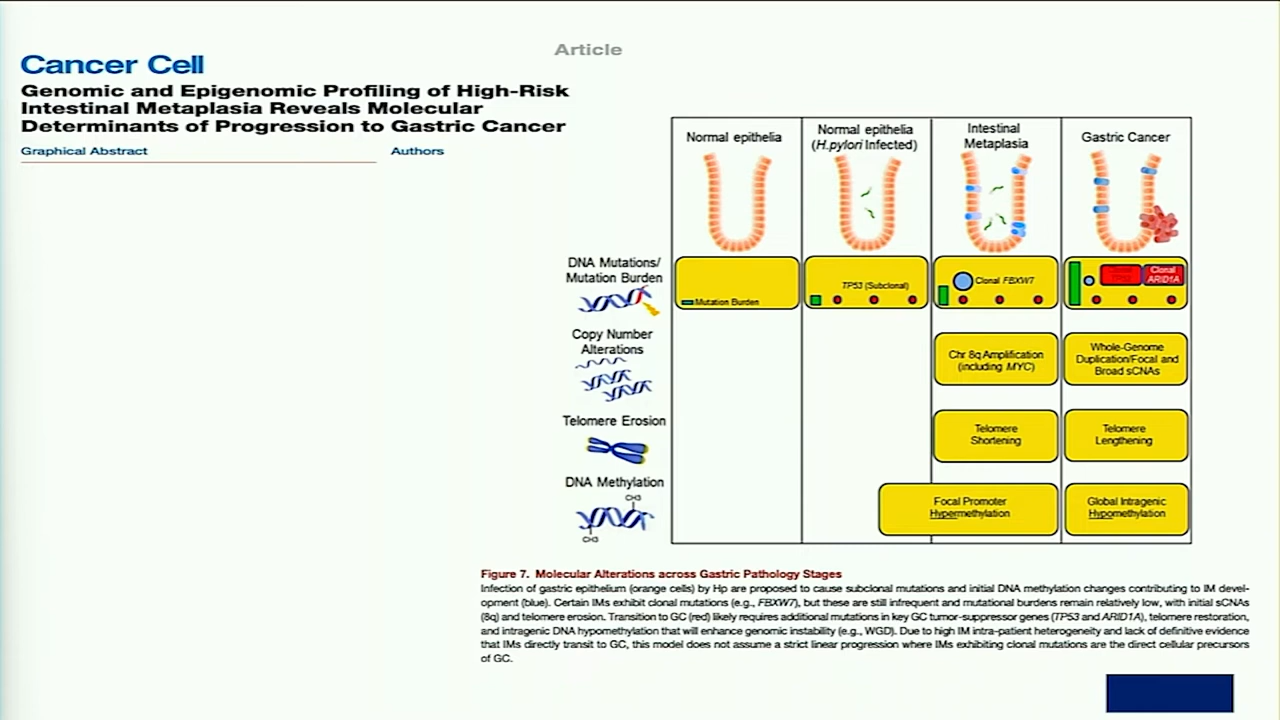 Article
Cancer Cell
Genomic and Epigenomic Profiling of High-Risk
Intestinal Metaplasia Reveals Molecular
Determinants of Progression to Gastric Cancer
Graphical Abstract
Authors
Normal epithelia
Normal epithelia
(H.pylori Infected)
Intestinal
Metaplasia
Gastric Cancer
DNA Mutations/
Mutation Burden
Mutation Burden
TP53 (Subclonal)
Clonal FBXW7
Clonal
ARID1A
Copy Number
Alterations
Chr 8q Amplification
(including MYC)
Whole-Genome
Duplication/Focal and
Broad sCNAs
Telomere Erosion
Telomere
Shortening
Telomere
Lengthening
DNA Methylation
CH3
CH3
Focal Promoter
Hypermethylation
Global Intragenic
Hypomethylation
Figure 7. Molecular Alterations across Gastric Pathology Stages
Infection of gastric epithelium (orange cells) by Hp are proposed to cause subclonal mutations and initial DNA methylation changes contributing to IM devel-
opment (blue). Certain IMs exhibit clonal mutations (e.g., FBXW7), but these are still infrequent and mutational burdens remain relatively low, with initial sCNAs
(8q) and telomere erosion. Transition to GC (red) likely requires additional mutations in key GC tumor-suppressor genes (TP53 and ARID1A), telomere restoration,
and intragenic DNA hypomethylation that will enhance genomic instability (e.g., WGD). Due to high IM intra-patient heterogeneity and lack of definitive evidence
that IMs directly transit to GC, this model does not assume a strict linear progression where IMs exhibiting clonal mutations are the direct cellular precursors
of GC.